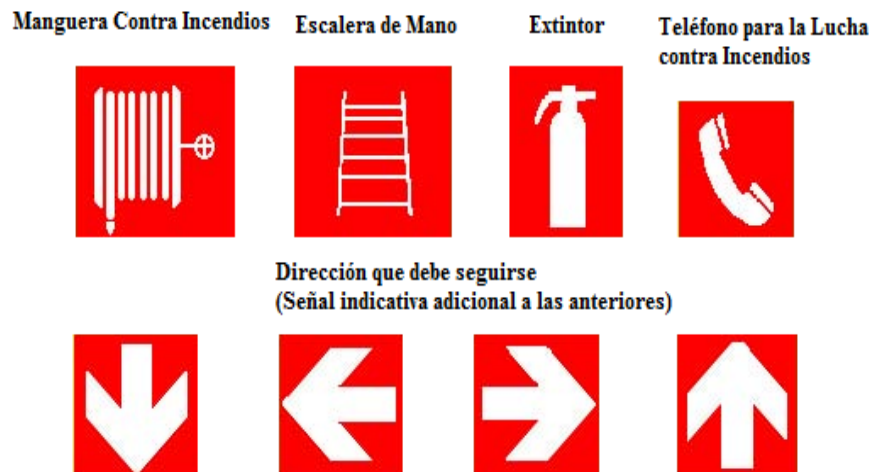 Manguera Contra Incendios
Escalera de Mano
Extintor
Teléfono para la Lucha
contra Incendios
Dirección que debe seguirse
(Señal indicativa adicional a las anteriores)